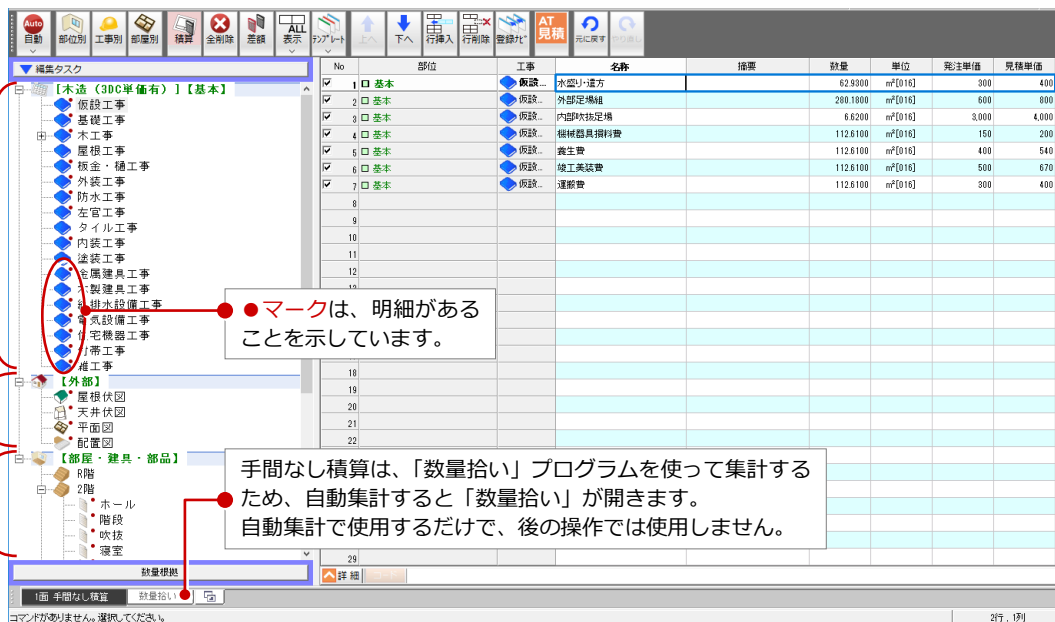 Auto 自動 部位別 工事別 部屋別 積算 全削除 差額 ALL 表示 ﾃﾝﾌﾟﾚｰﾄ 上へ 下へ 行挿入 行削除 登録ﾅﾋﾞ AT 見積 元に戻す やり直し
▼ 編集タスク
[木造（3DC単価有）]【基本】
仮設工事
基礎工事
木工事
屋根工事
板金・樋工事
外装工事
防水工事
左官工事
タイル工事
内装工事
塗装工事
金属建具工事
木製建具工事
給排水設備工事
電気設備工事
住宅機器工事
付帯工事
雑工事
【外部】
屋根伏図
天井伏図
平面図
配置図
【部屋・建具・部品】
R階
2階
ホール
階段
吹抜
寝室
数量根拠
No 部位 工事 名称 摘要 数量 単位 発注単価 見積単価
1 基本 仮設... 水盛り・遣方 62.9300 m²[016] 300 400
2 基本 仮設... 外部足場組 280.1800 m²[016] 600 800
3 基本 仮設... 内部吹抜足場 6.6200 m²[016] 3,000 4,000
4 基本 仮設... 機械器具損料費 112.6100 m²[016] 150 200
5 基本 仮設... 養生費 112.6100 m²[016] 400 540
6 基本 仮設... 竣工美装費 112.6100 m²[016] 500 670
7 基本 仮設... 運搬費 112.6100 m²[016] 300 400
8
9
10
11
12
18
19
20
21
22
29
●マークは、明細がある
ことを示しています。
手間なし積算は、「数量拾い」プログラムを使って集計する
ため、自動集計すると「数量拾い」が開きます。
自動集計で使用するだけで、後の操作では使用しません。
詳細
1面 手間なし積算 数量拾い
コマンドがありません。選択してください。
2行 , 1列